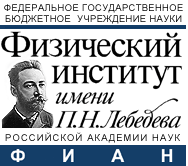 ФЕДЕРАЛЬНОЕ ГОСУДАРСТВЕННОЕ
БЮДЖЕТНОЕ УЧРЕЖДЕНИЕ НАУКИ
Физический
институт
имени
П.Н.Лебедева
РОССИЙСКОЙ АКАДЕМИИ НАУК
ФИАН